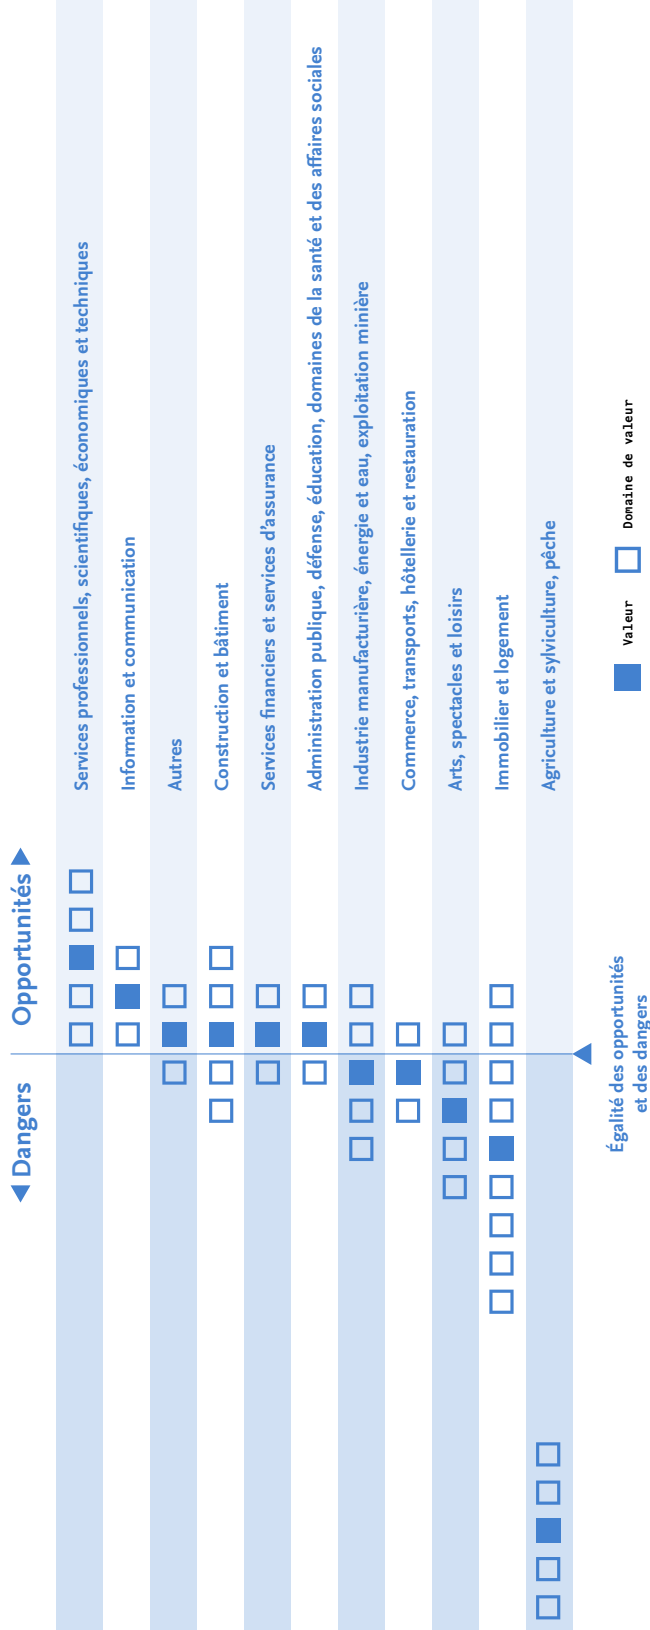 Dangers
Opportunités
Services professionnels, scientifiques, économiques et techniques
Information et communication
Autres
Construction et bâtiment
Services financiers et services d’assurance
Administration publique, défense, éducation, domaines de la santé et des affaires sociales
Industrie manufacturière, énergie et eau, exploitation minière
Commerce, transports, hôtellerie et restauration
Arts, spectacles et loisirs
Immobilier et logement
Agriculture et sylviculture, pêche
Égalité des opportunités
et des dangers
Valeur
Domaine de valeur